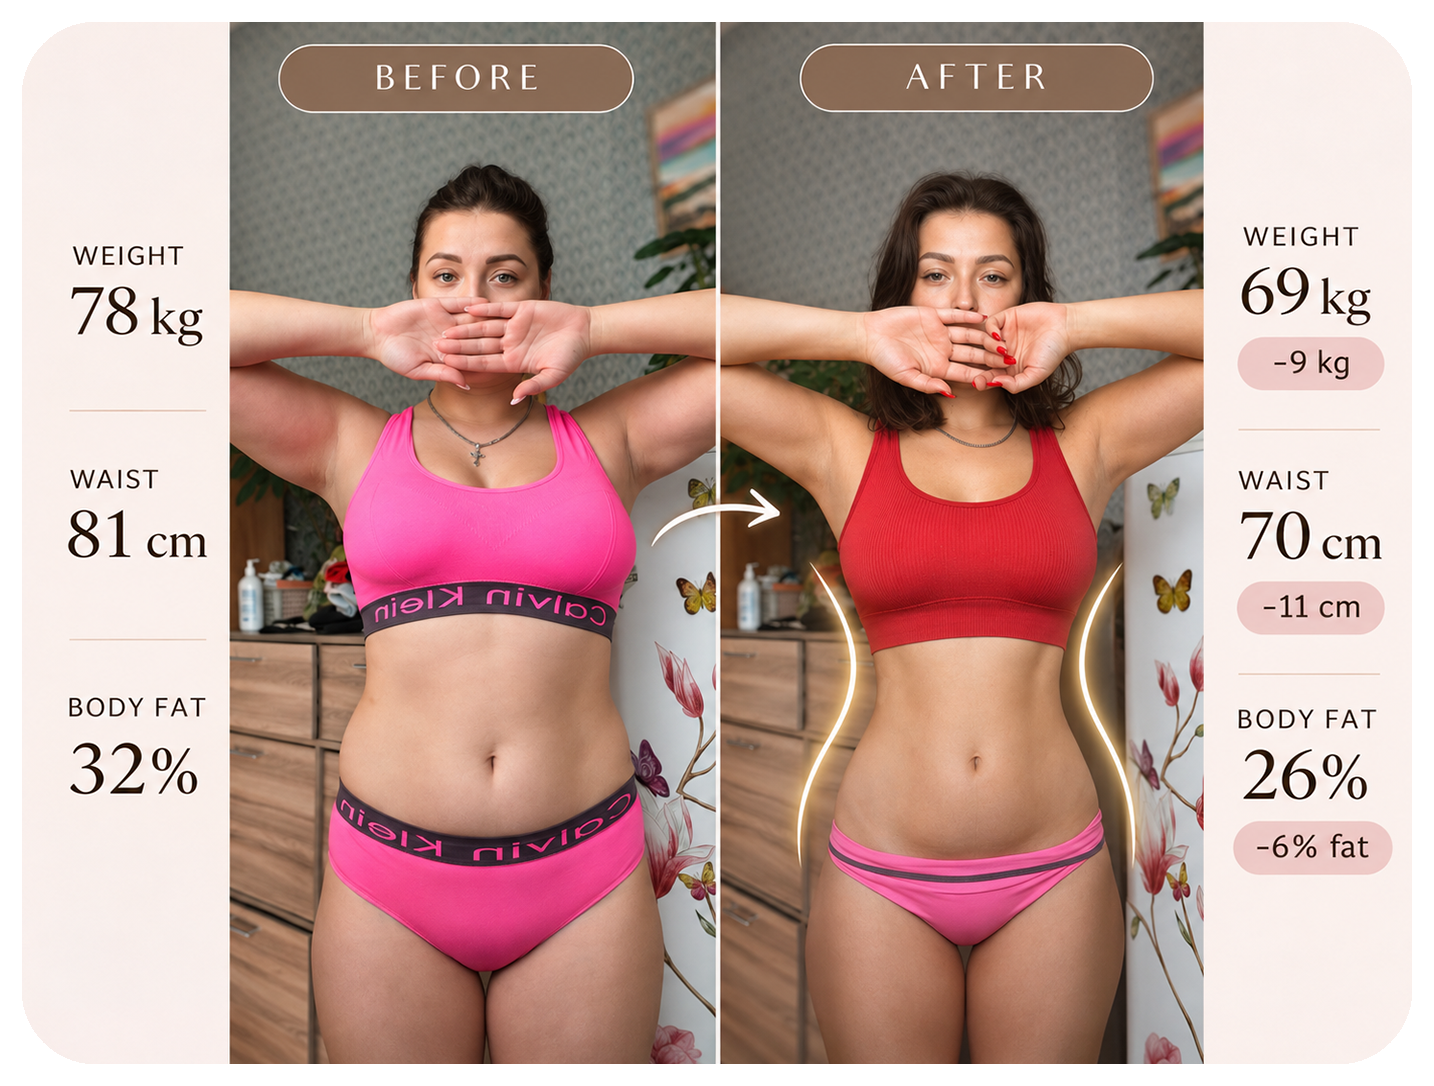 BEFORE
WEIGHT
78 kg
WAIST
81 cm
BODY FAT
32%
Calvin Klein
Calvin Klein
AFTER
WEIGHT
69 kg
-9 kg
WAIST
70 cm
-11 cm
BODY FAT
26%
-6% fat